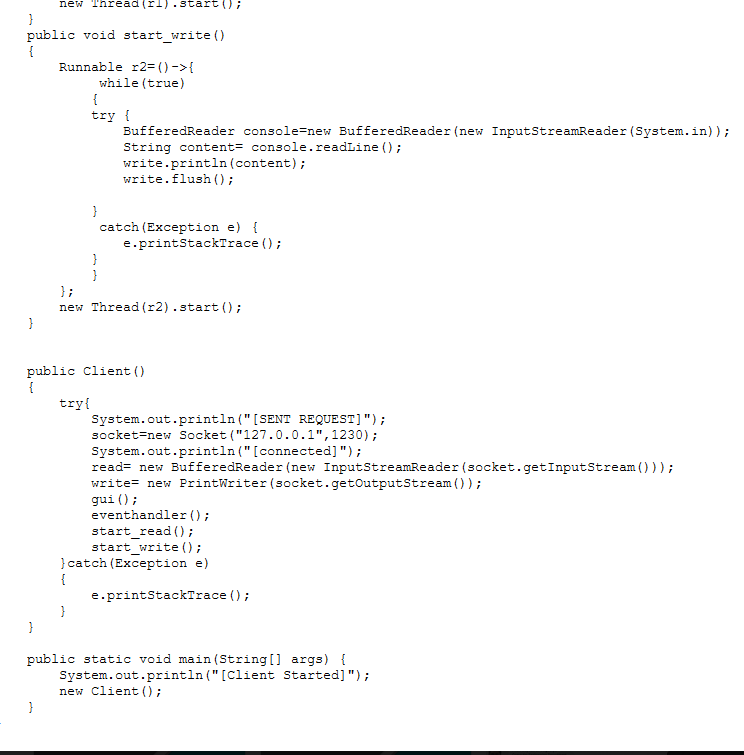 new Thread(r1).start();
}
public void start_write()
{
Runnable r2=()->{
while(true)
{
try {
BufferedReader console=new BufferedReader(new InputStreamReader(System.in));
String content= console.readLine();
write.println(content);
write.flush();
}
catch(Exception e) {
e.printStackTrace();
}
}
};
new Thread(r2).start();
}
public Client()
{
try{
System.out.println("[SENT REQUEST]");
socket=new Socket("127.0.0.1",1230);
System.out.println("[connected]");
read= new BufferedReader(new InputStreamReader(socket.getInputStream()));
write= new PrintWriter(socket.getOutputStream());
gui();
eventhandler();
start_read();
start_write();
}catch(Exception e)
{
e.printStackTrace();
}
}
public static void main(String[] args) {
System.out.println("[Client Started]");
new Client();
}